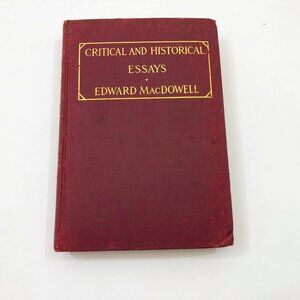 CRITICAL AND HISTORICAL
ESSAYS
EDWARD MACDOWELL